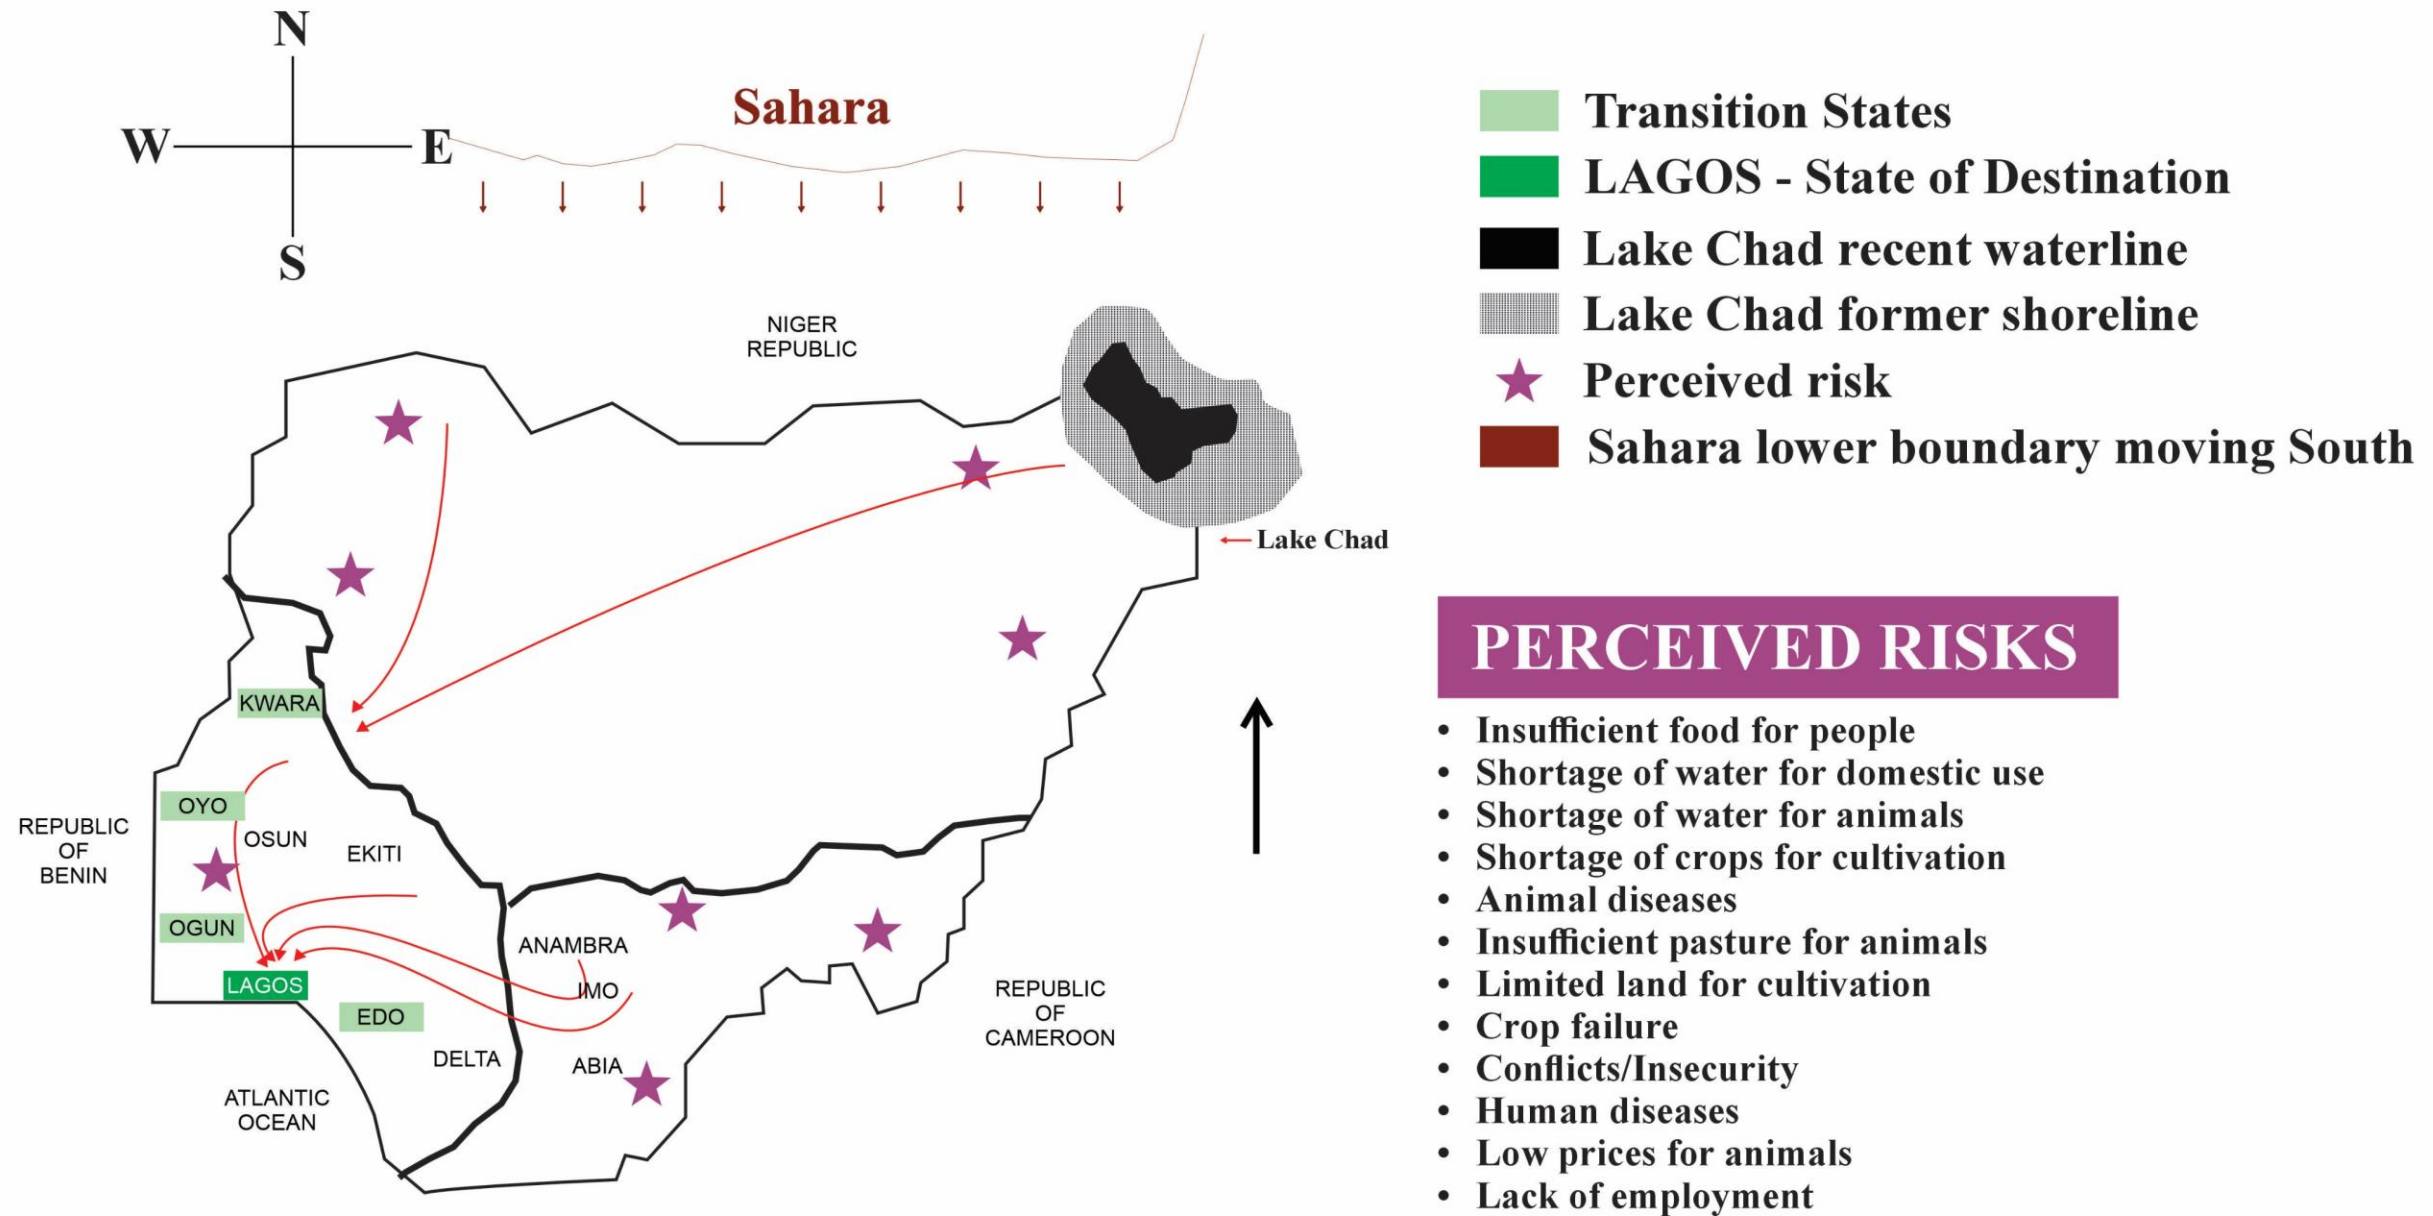 N
W
E
S
Sahara
Transition States
LAGOS - State of Destination
Lake Chad recent waterline
Lake Chad former shoreline
Perceived risk
Sahara lower boundary moving South
NIGER
REPUBLIC
Lake Chad
KWARA
OYO
OSUN
EKITI
REPUBLIC
OF
BENIN
OGUN
LAGOS
EDO
ANAMBRA
IMO
DELTA
ABIA
REPUBLIC
OF
CAMEROON
ATLANTIC
OCEAN
PERCEIVED RISKS
• Insufficient food for people
• Shortage of water for domestic use
• Shortage of water for animals
• Shortage of crops for cultivation
• Animal diseases
• Insufficient pasture for animals
• Limited land for cultivation
• Crop failure
• Conflicts/Insecurity
• Human diseases
• Low prices for animals
• Lack of employment